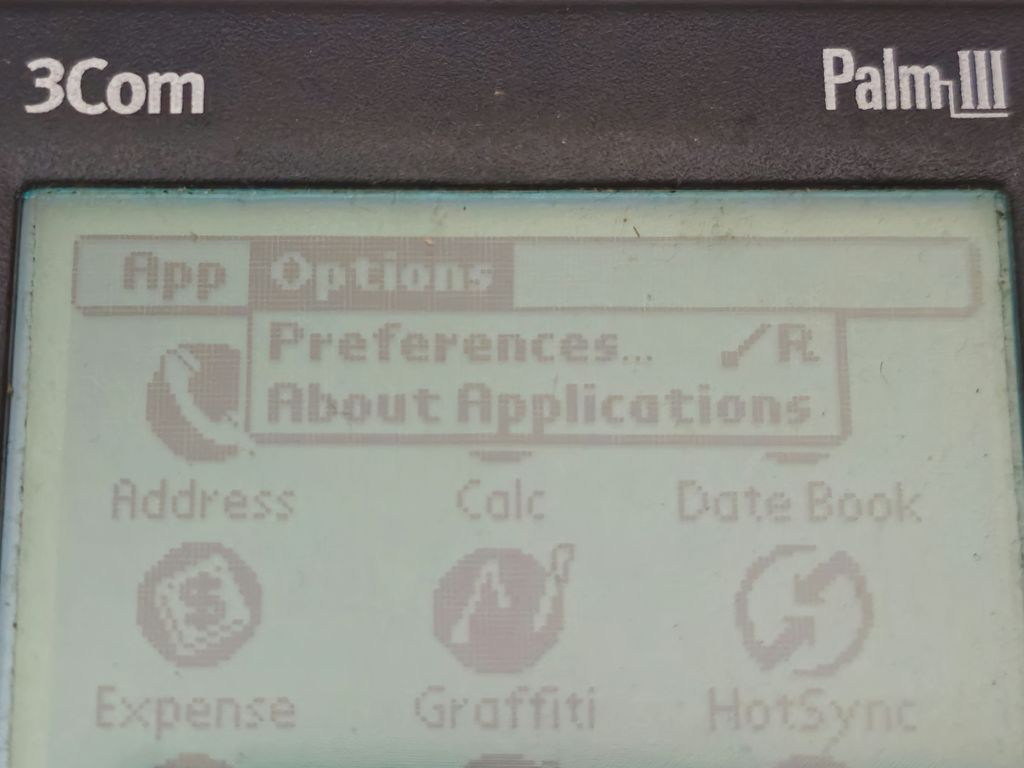 3Com Palm III
App Options
Preferences... ✓R
About Applications
Address Calc Date Book
$
Expense Graffiti HotSync